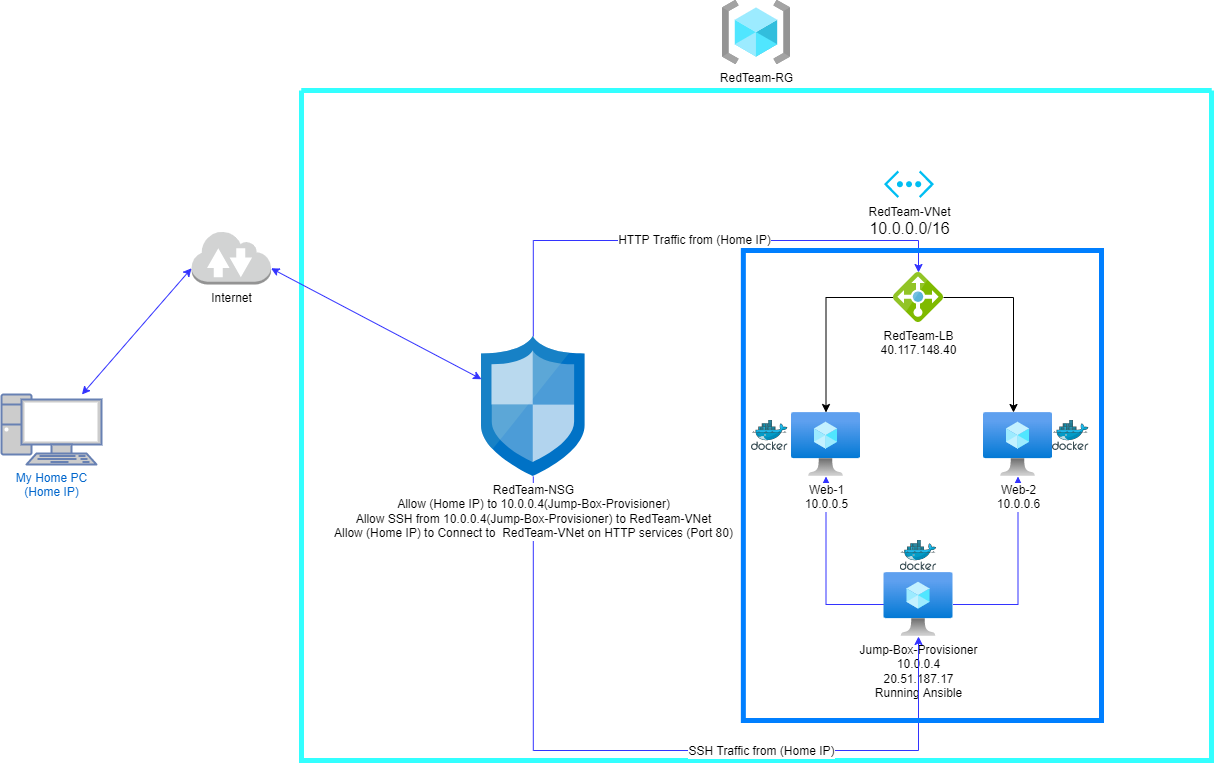 RedTeam-RG
RedTeam-VNet
10.0.0.0/16
HTTP Traffic from (Home IP)
Internet
RedTeam-LB
40.117.148.40
docker
docker
My Home PC
(Home IP)
RedTeam-NSG
Allow (Home IP) to 10.0.0.4(Jump-Box-Provisioner)
Allow SSH from 10.0.0.4(Jump-Box-Provisioner) to RedTeam-VNet
Allow (Home IP) to Connect to  RedTeam-VNet on HTTP services (Port 80)
Web-1
10.0.0.5
Web-2
10.0.0.6
docker
Jump-Box-Provisioner
10.0.0.4
20.51.187.17
Running Ansible
SSH Traffic from (Home IP)